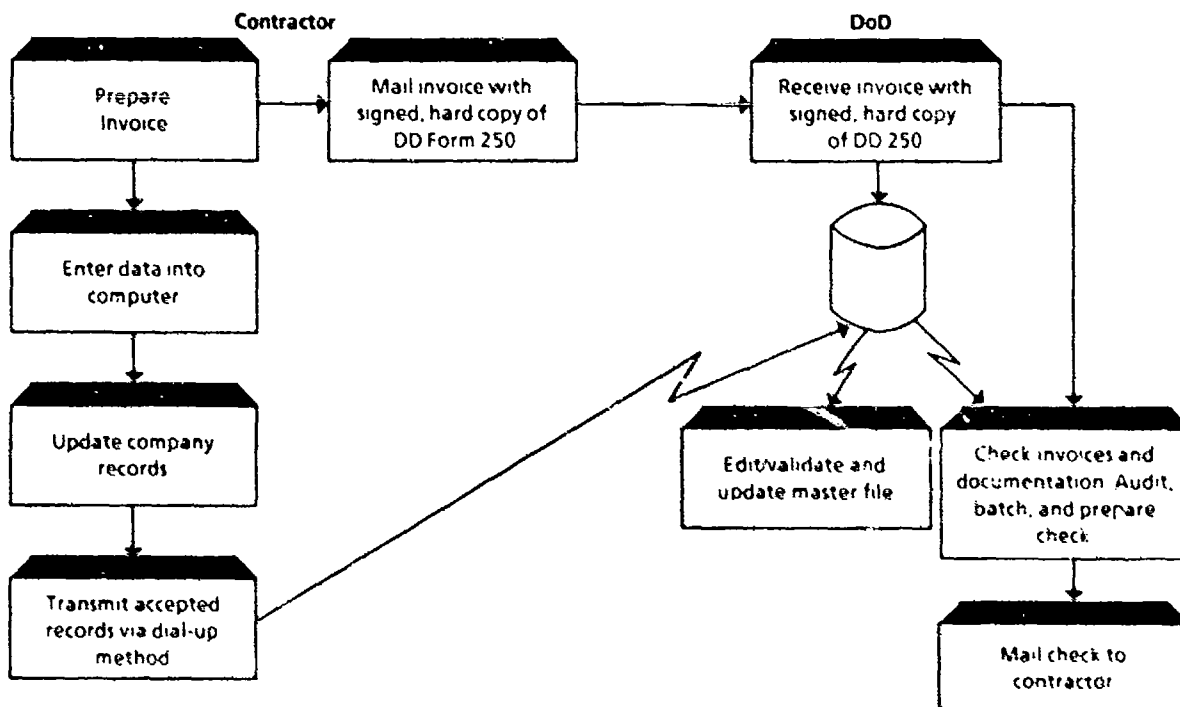 Contractor
DoD
Prepare
Invoice
Mail invoice with
signed, hard copy of
DD Form 250
Receive invoice with
signed, hard copy
of DD 250
Enter data into
computer
Update company
records
Edit/validate and
update master file
Check invoices and
documentation. Audit,
batch, and prepare
check
Transmit accepted
records via dial-up
method
Mail check to
contractor